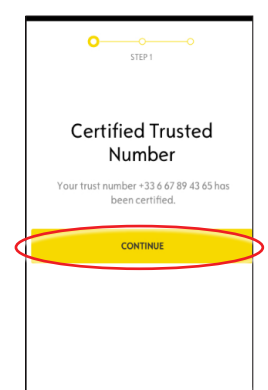 STEP 1
Certified Trusted
Number
Your trust number +33 6 67 89 43 65 has
been certified.
CONTINUE